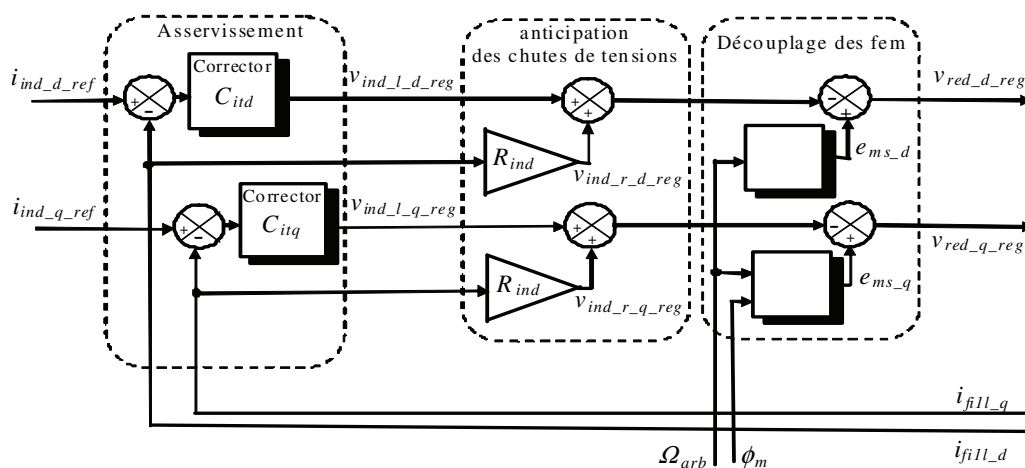 Asservissement
anticipation
des chutes de tensions
Découplage des fem
i_ind_d_ref
+
−
Corrector
C_itd
v_ind_l_d_reg
+
+
−
+
v_red_d_reg
R_ind
v_ind_r_d_reg
e_ms_d
i_ind_q_ref
+
−
Corrector
C_itq
v_ind_l_q_reg
+
+
−
+
v_red_q_reg
R_ind
v_ind_r_q_reg
e_ms_q
i_fi1l_q
Ω_arb
ϕ_m
i_fi1l_d